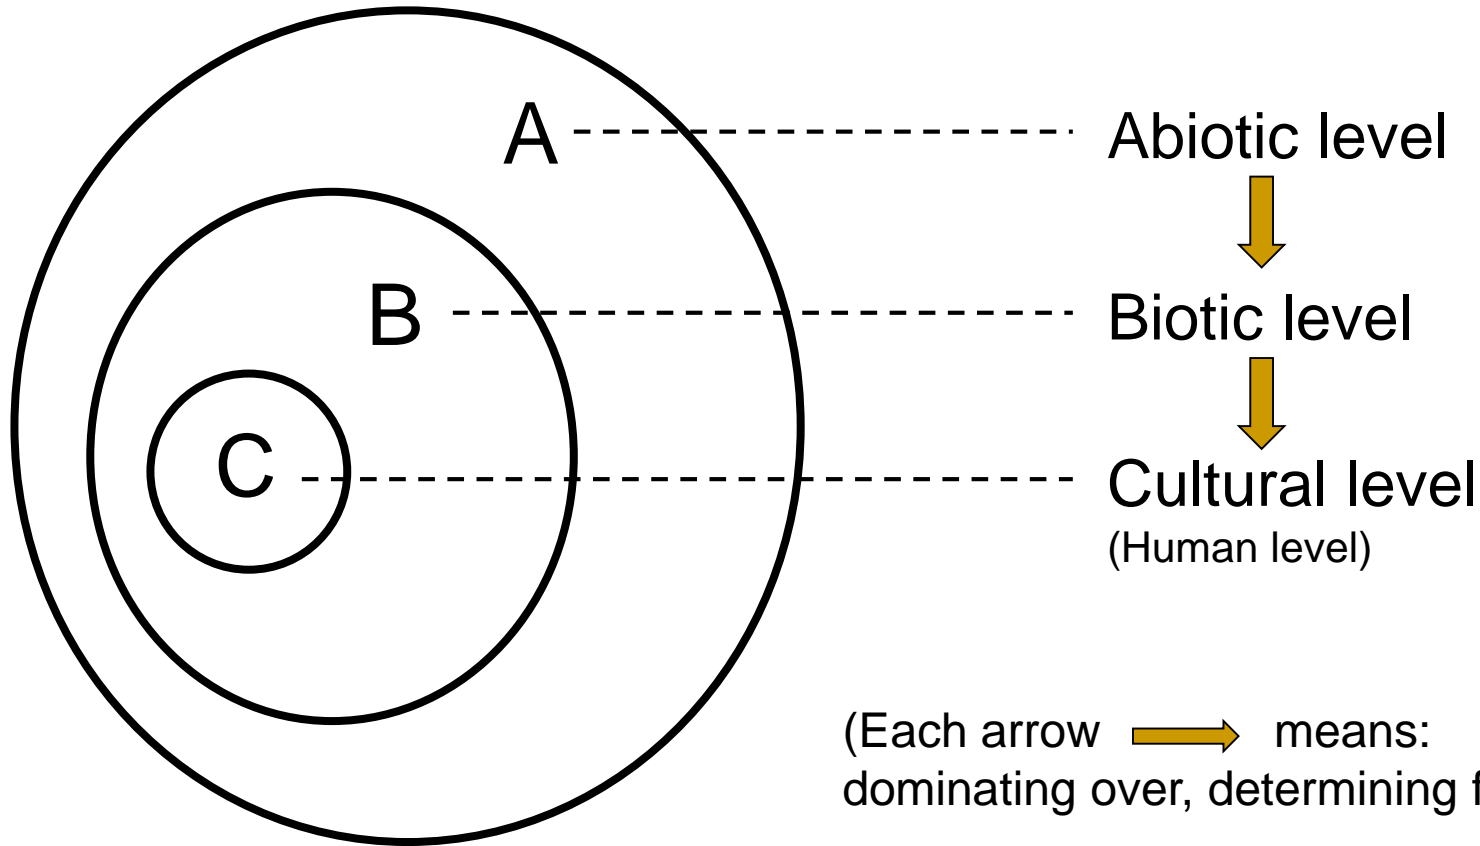 A
Abiotic level
B
Biotic level
C
Cultural level
(Human level)
(Each arrow means:
dominating over, determining